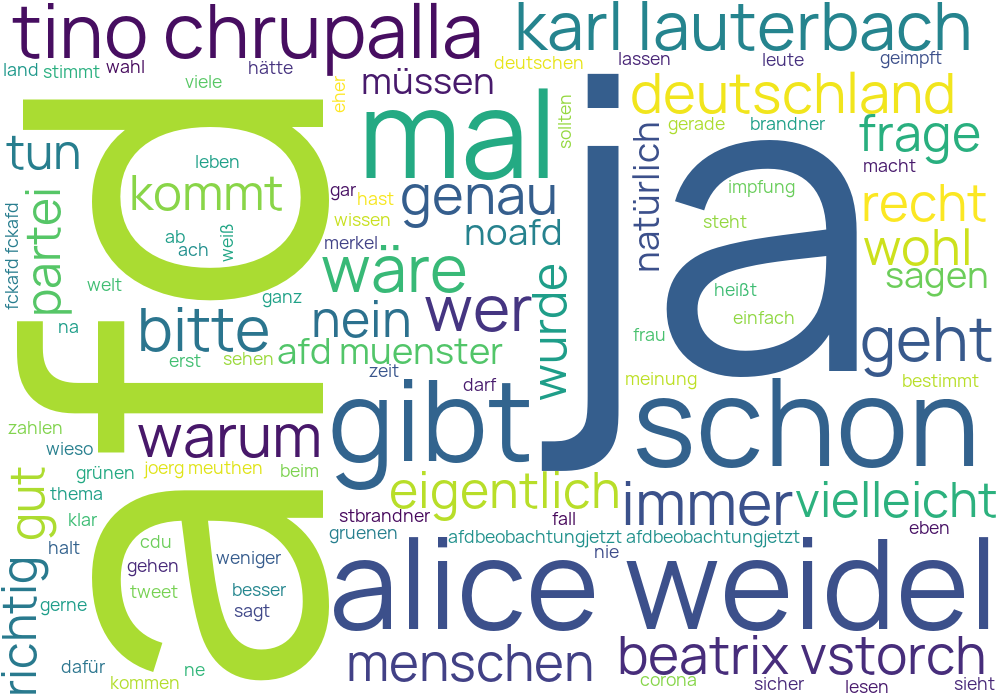 tino chrupalla
karl lauterbach
land
stimmt
wahl
hätte
viele
eher
müssen
deutschen
lassen
leute
geimpft
deutschland
tun
leben
kommt
mal
sollten
ja
natürlich
gerade
brandner
frage
macht
afd
partei
fckafd fckafd
ab
ach
weiß
gar
hast
genau
wissen
noafd
merkel
impfung
steht
recht
wohl
sagen
welt
ganz
wäre
wer
wurde
heißt
einfach
na
bitte
nein
frau
geht
erst
sehen
afd muenster
zeit
darf
meinung
bestimmt
zahlen
wieso
warum
gibt
schon
grünen
joerg meuthen
beim
gut
thema
eigentlich
immer
vielleicht
klar
stbrandner
fall
eben
halt
cdu
gruenen
afdbeobachtungjetzt afdbeobachtungjetzt
nie
richtig
gehen
weniger
alice weidel
tweet
besser
gerne
sagt
dafür
ne
kommen
menschen
beatrix vstorch
corona
sicher
lesen
sieht